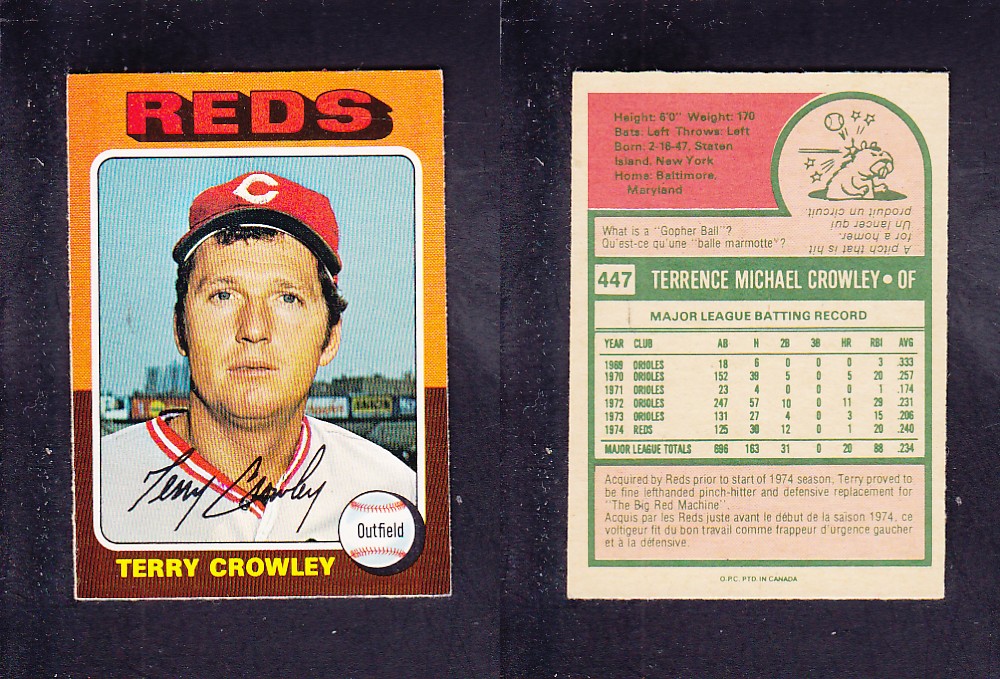 REDS
C
Terry Crowley
Outfield
TERRY CROWLEY
Height: 6'0" Weight: 170
Bats: Left Throws: Left
Born: 2-16-47, Staten
Island, New York
Home: Baltimore,
Maryland
What is a "Gopher Ball"?
Qu'est-ce qu'une "balle marmotte"?
A pitch that is hit
for a homer.
Un lancer qui
produit un circuit.
447 TERRENCE MICHAEL CROWLEY • OF
MAJOR LEAGUE BATTING RECORD
YEAR CLUB AB H 2B 3B HR RBI AVG
1969 ORIOLES 18 6 0 0 0 3 .333
1970 ORIOLES 152 39 5 0 5 20 .257
1971 ORIOLES 23 4 0 0 0 1 .174
1972 ORIOLES 247 57 10 0 11 29 .231
1973 ORIOLES 131 27 4 0 3 15 .206
1974 REDS 125 30 12 0 1 20 .240
MAJOR LEAGUE TOTALS 696 163 31 0 20 88 .234
Acquired by Reds prior to start of 1974 season, Terry proved to
be fine lefthanded pinch-hitter and defensive replacement for
"The Big Red Machine".
Acquis par les Reds juste avant le début de la saison 1974, ce
voltigeur fit du bon travail comme frappeur d'urgence gaucher
et à la défensive.
O.P.C. PTD. IN CANADA